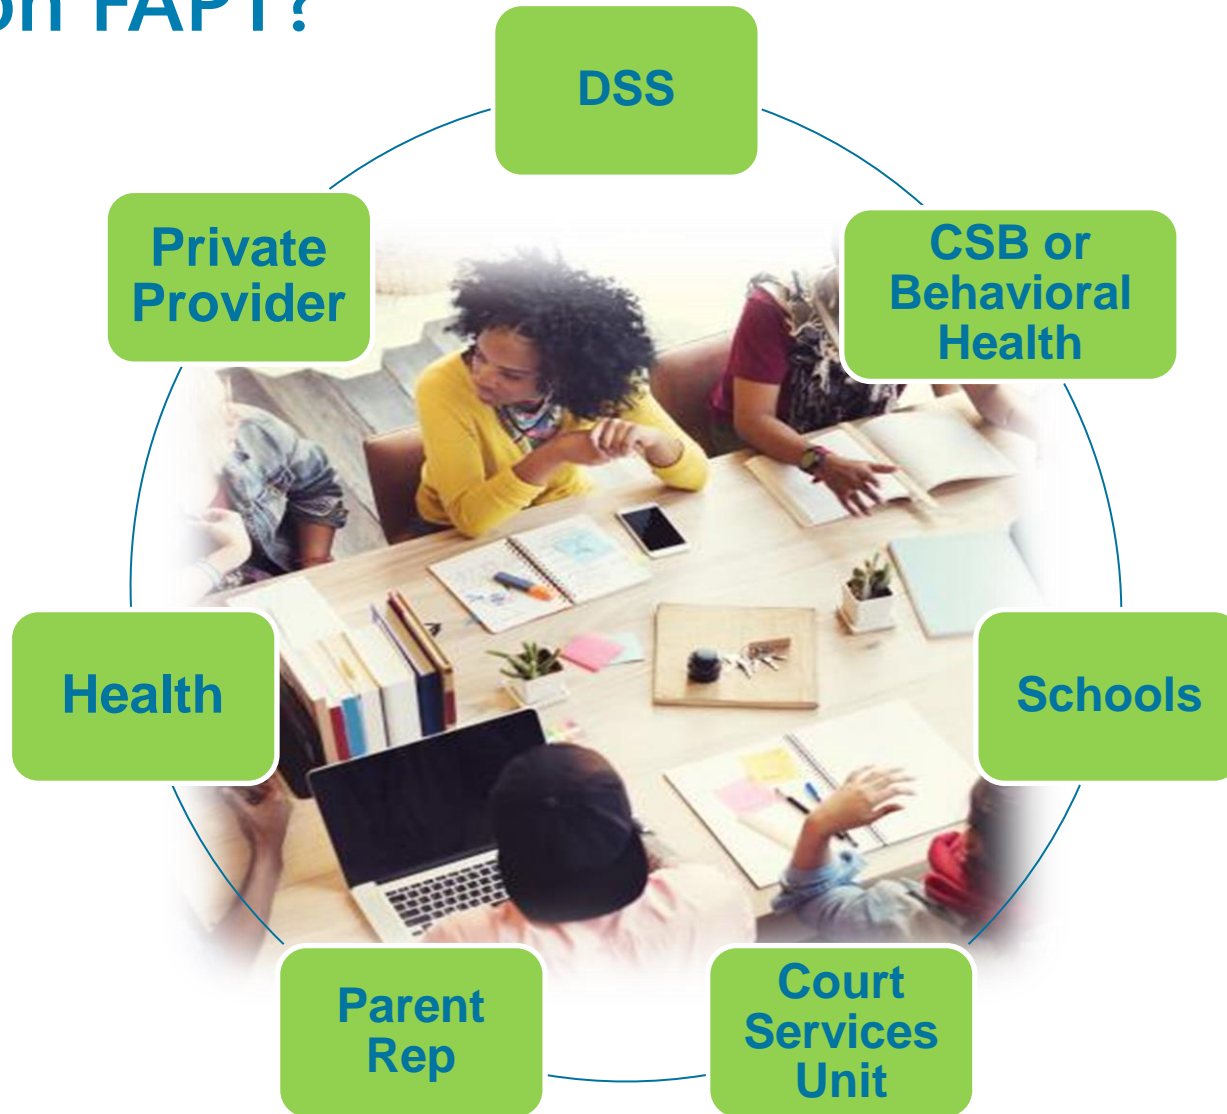 on FAPT?
DSS
CSB or
Behavioral
Health
Schools
Court
Services
Unit
Parent
Rep
Health
Private
Provider